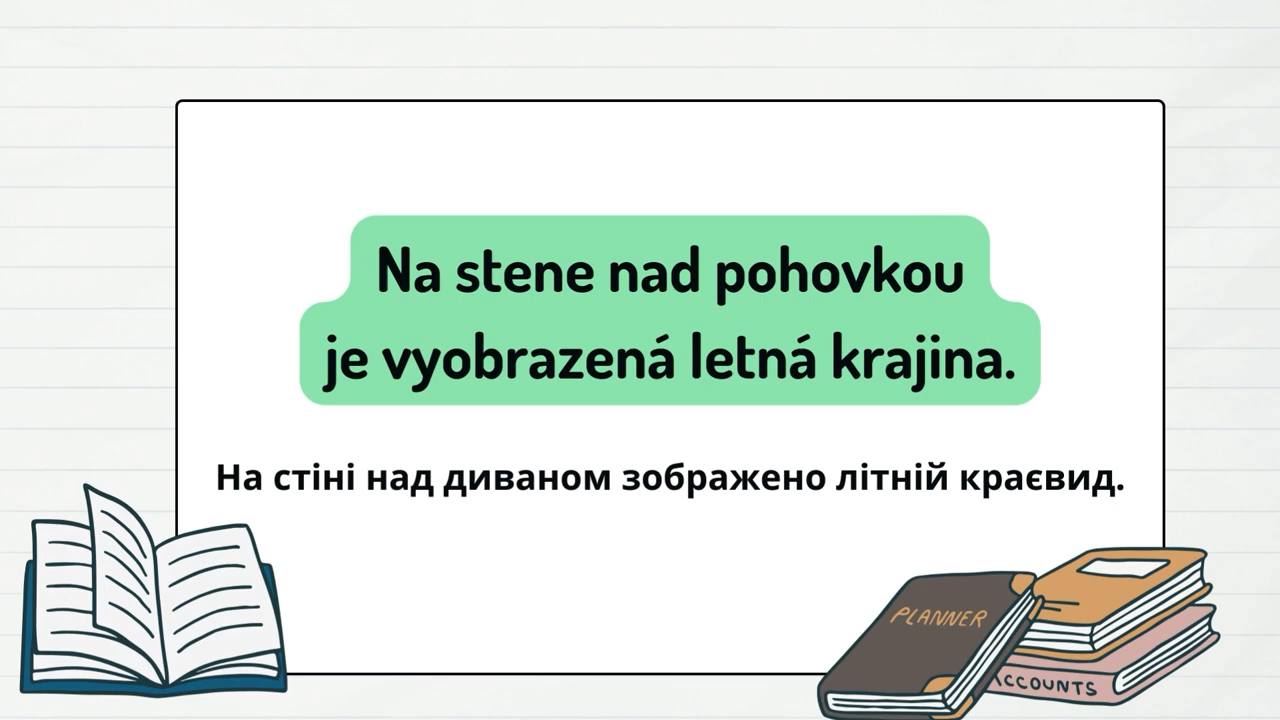 Na stene nad pohovkou
je vyobrazená letná krajina.
На стіні над диваном зображено літній краєвид.
PLANNER
ACCOUNTS